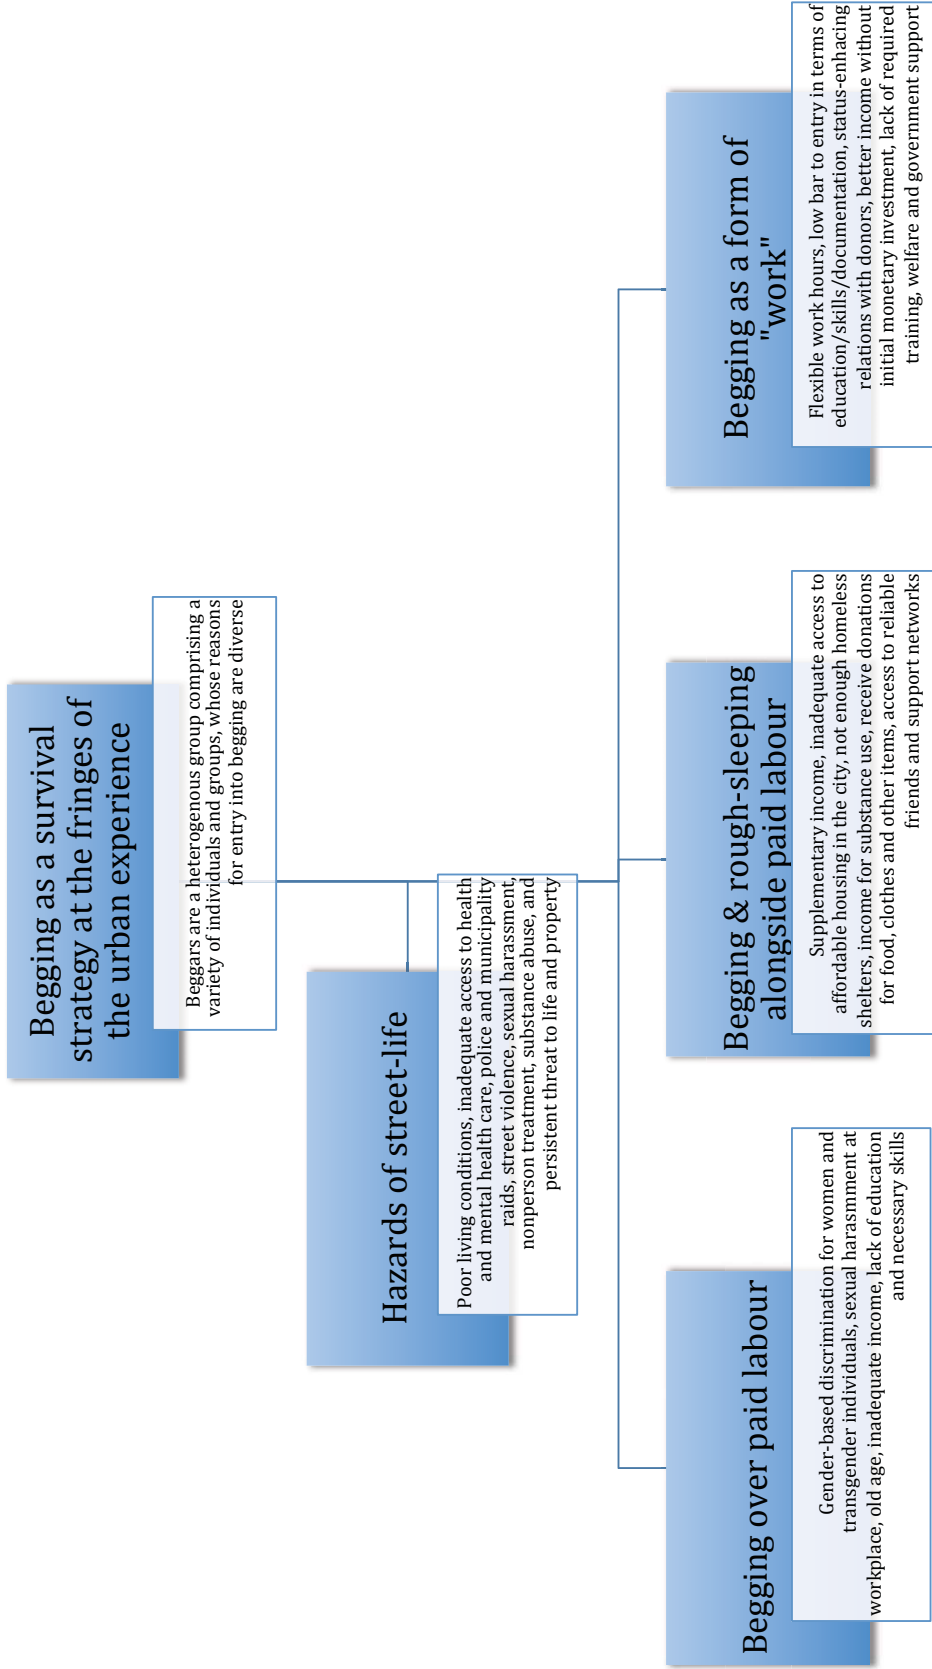 Begging as a survival
strategy at the fringes of
the urban experience
Beggars are a heterogenous group comprising a
variety of individuals and groups, whose reasons
for entry into begging are diverse
Hazards of street-life
Poor living conditions, inadequate access to health
and mental health care, police and municipality
raids, street violence, sexual harassment,
nonperson treatment, substance abuse, and
persistent threat to life and property
Begging over paid labour
Gender-based discrimination for women and
transgender individuals, sexual harasmment at
workplace, old age, inadequate income, lack of education
and necessary skills
Begging & rough-sleeping
alongside paid labour
Supplementary income, inadequate access to
affordable housing in the city, not enough homeless
shelters, income for substance use, receive donations
for food, clothes and other items, access to reliable
friends and support networks
Begging as a form of
"work"
Flexible work hours, low bar to entry in terms of
education/skills/documentation, status-enhacing
relations with donors, better income without
initial monetary investment, lack of required
training, welfare and government support